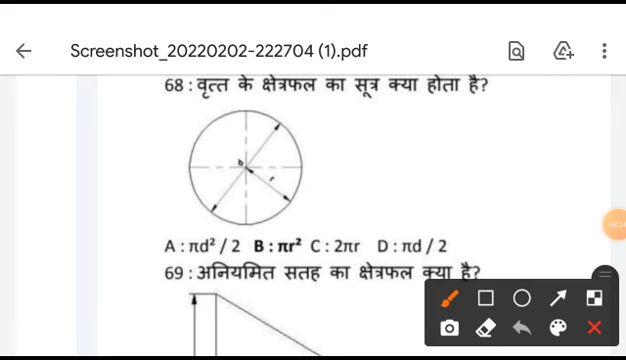 Screenshot_20220202-222704 (1).pdf
68 : वृत्त के क्षेत्रफल का सूत्र क्या होता है?
r
A : πd² / 2 B : πr² C : 2πr D : πd / 2
69 : अनियमित सतह का क्षेत्रफल क्या है?